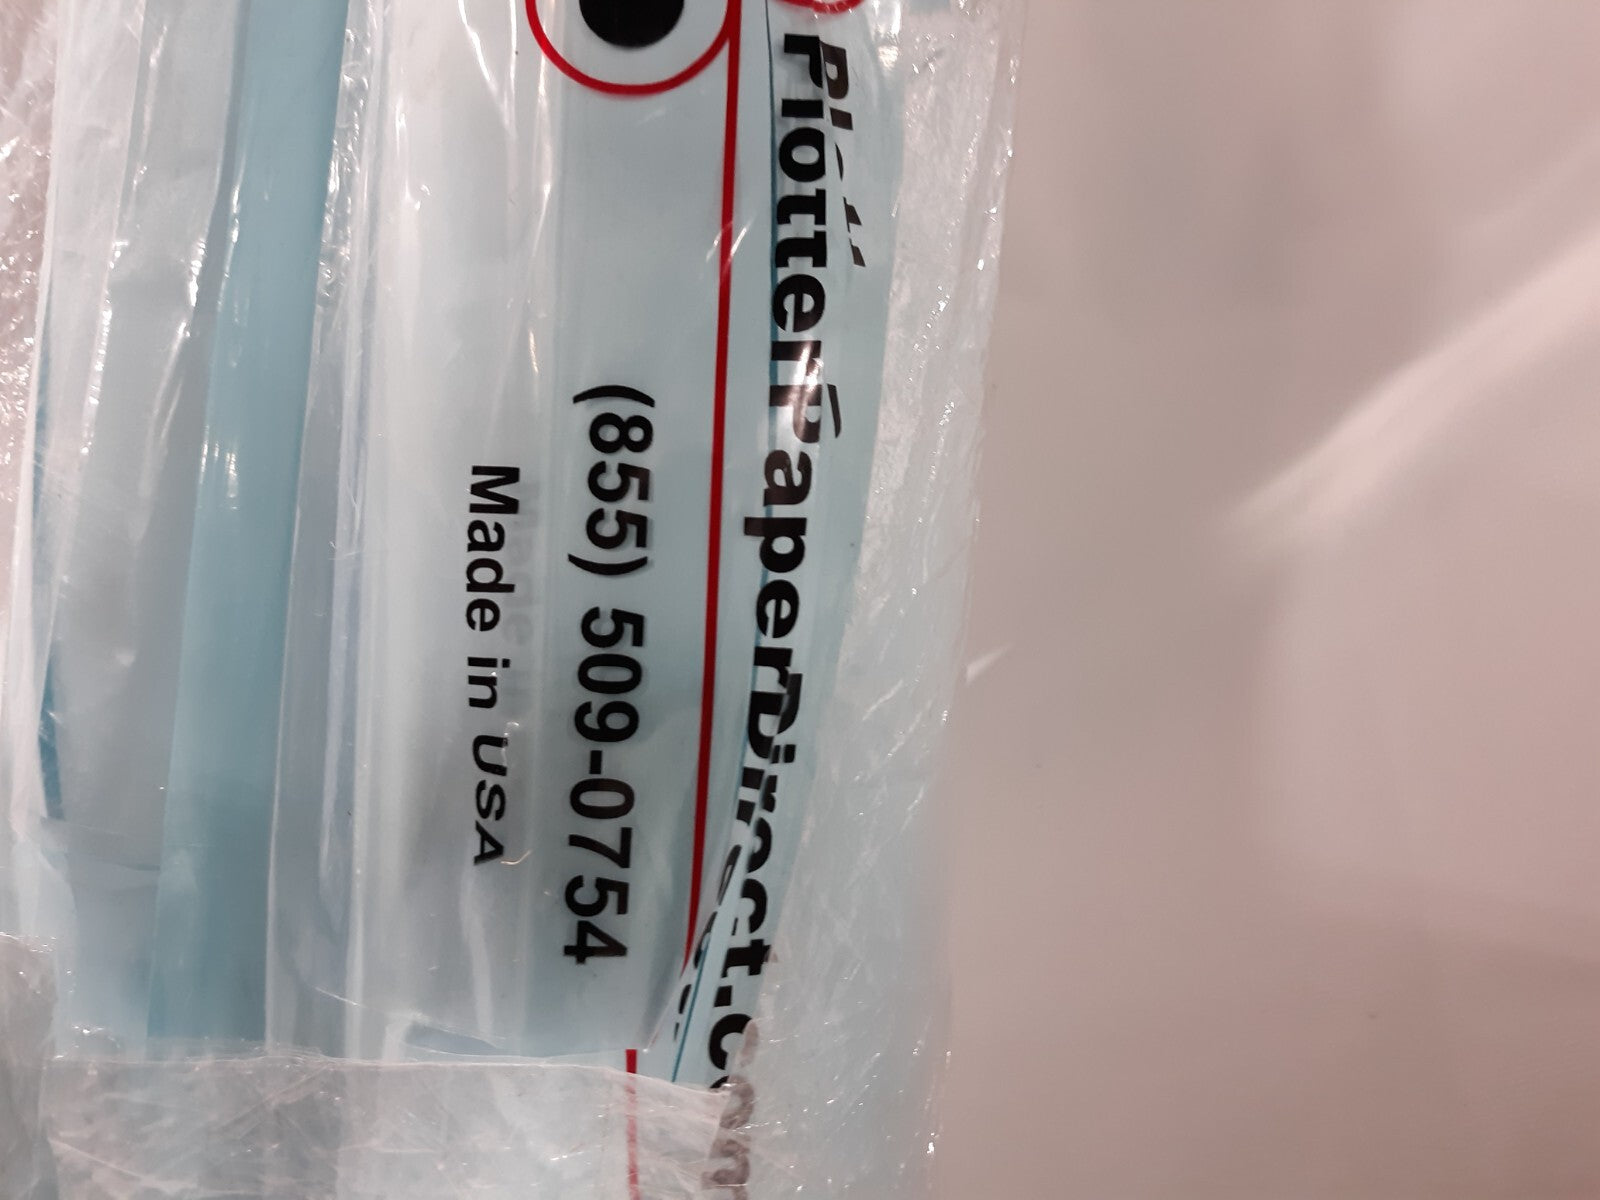 PlotterPaperDirect.com
(855) 509-0754
Made in USA